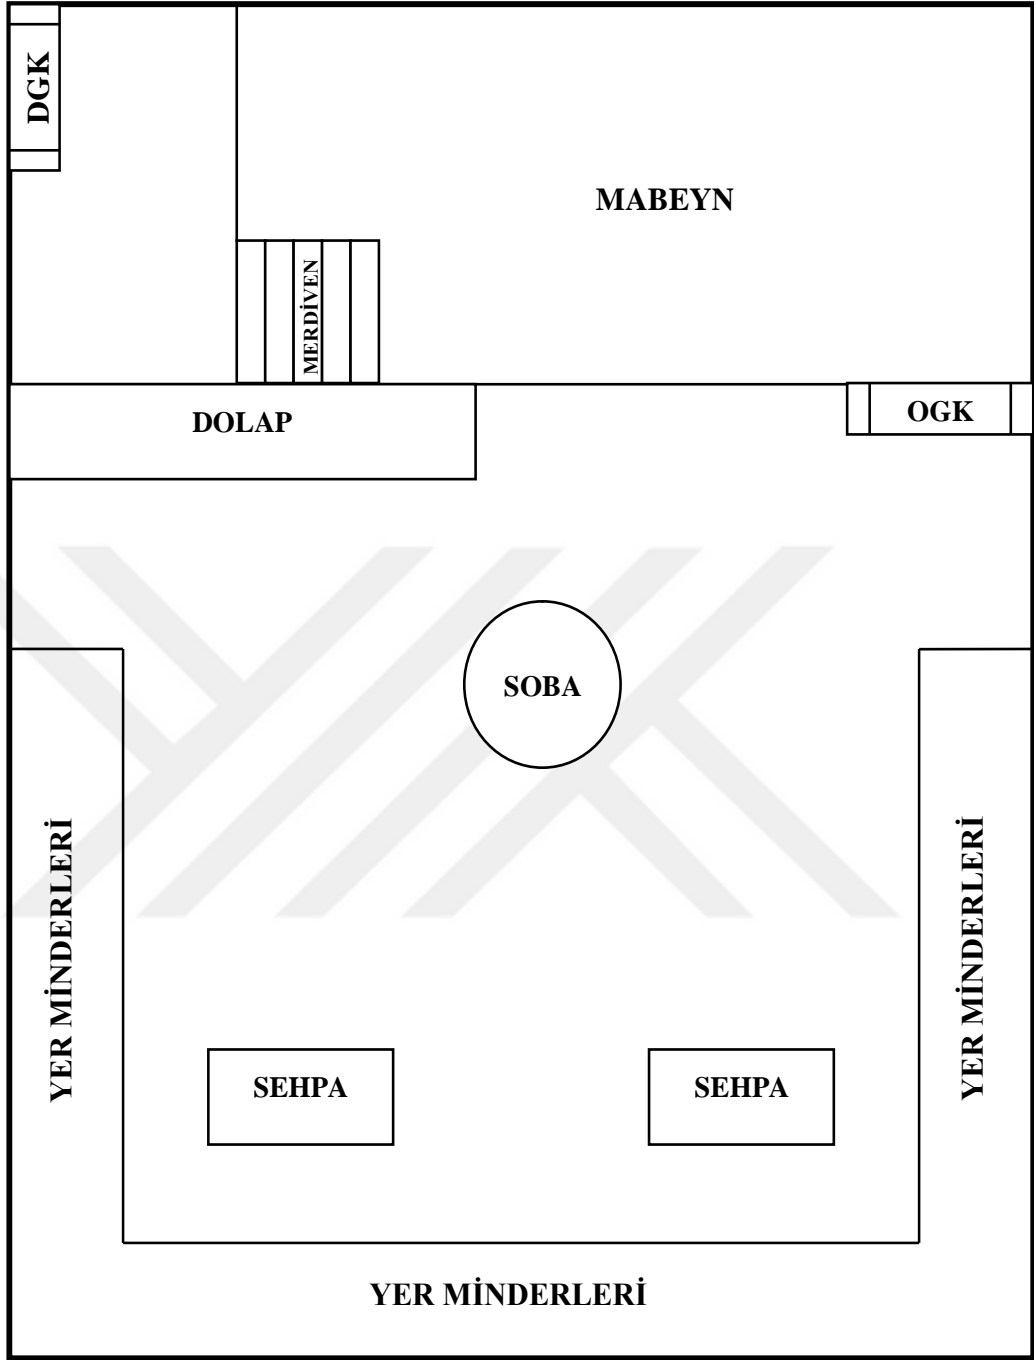 DGK
MABEYN
MERDİVEN
DOLAP
OGK
SOBA
YER MİNDERLERİ
YER MİNDERLERİ
SEHPA
SEHPA
YER MİNDERLERİ